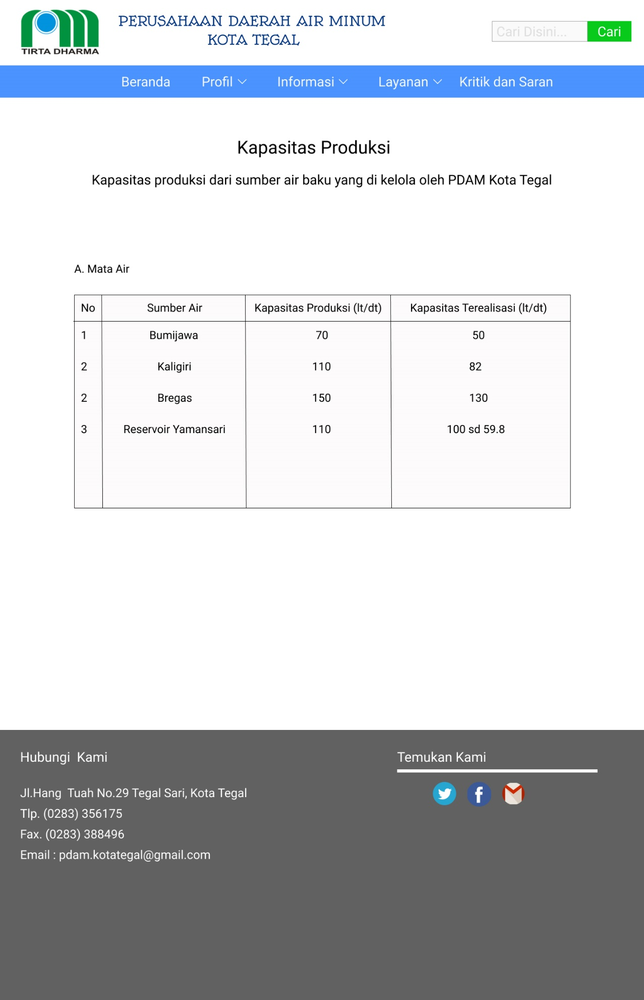 TIRTA DHARMA
PERUSAHAAN DAERAH AIR MINUM
KOTA TEGAL
Cari Disini...
Cari
Beranda Profil Informasi Layanan Kritik dan Saran
Kapasitas Produksi
Kapasitas produksi dari sumber air baku yang di kelola oleh PDAM Kota Tegal
A. Mata Air
No Sumber Air Kapasitas Produksi (lt/dt) Kapasitas Terealisasi (lt/dt)
1 Bumijawa 70 50
2 Kaligiri 110 82
2 Bregas 150 130
3 Reservoir Yamansari 110 100 sd 59.8
Hubungi Kami
Jl.Hang Tuah No.29 Tegal Sari, Kota Tegal
Tlp. (0283) 356175
Fax. (0283) 388496
Email : pdam.kotategal@gmail.com
Temukan Kami